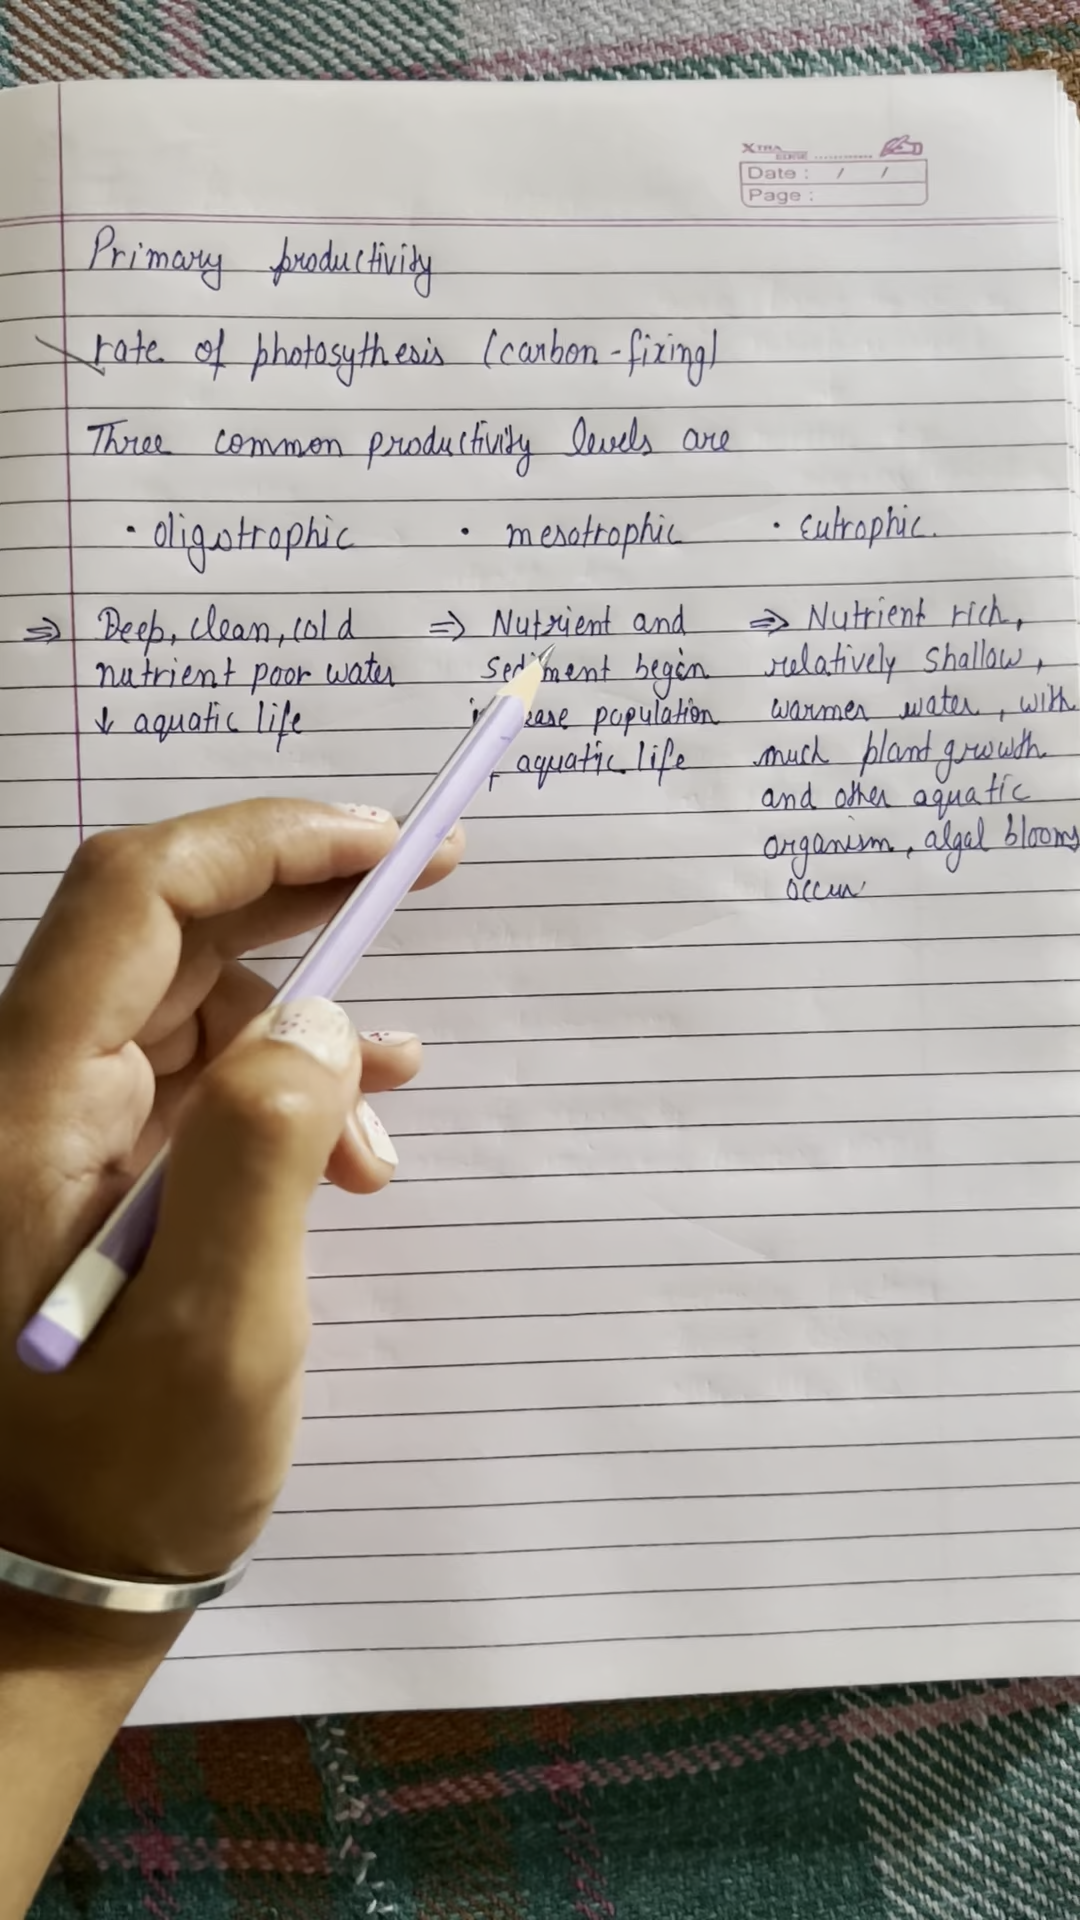 XTRA
Date : / /
Page :
Primary productivity
rate of photosythesis (carbon-fixing)
Three common productivity levels are
• oligotrophic • mesotrophic • eutrophic.
⇒ Deep, clean, cold
nutrient poor water
↓ aquatic life
⇒ Nutrient and
sediment begin
population
aquatic life
⇒ Nutrient rich,
relatively shallow,
warmer water, with
much plant growth
and other aquatic
organism, algal blooms
occur